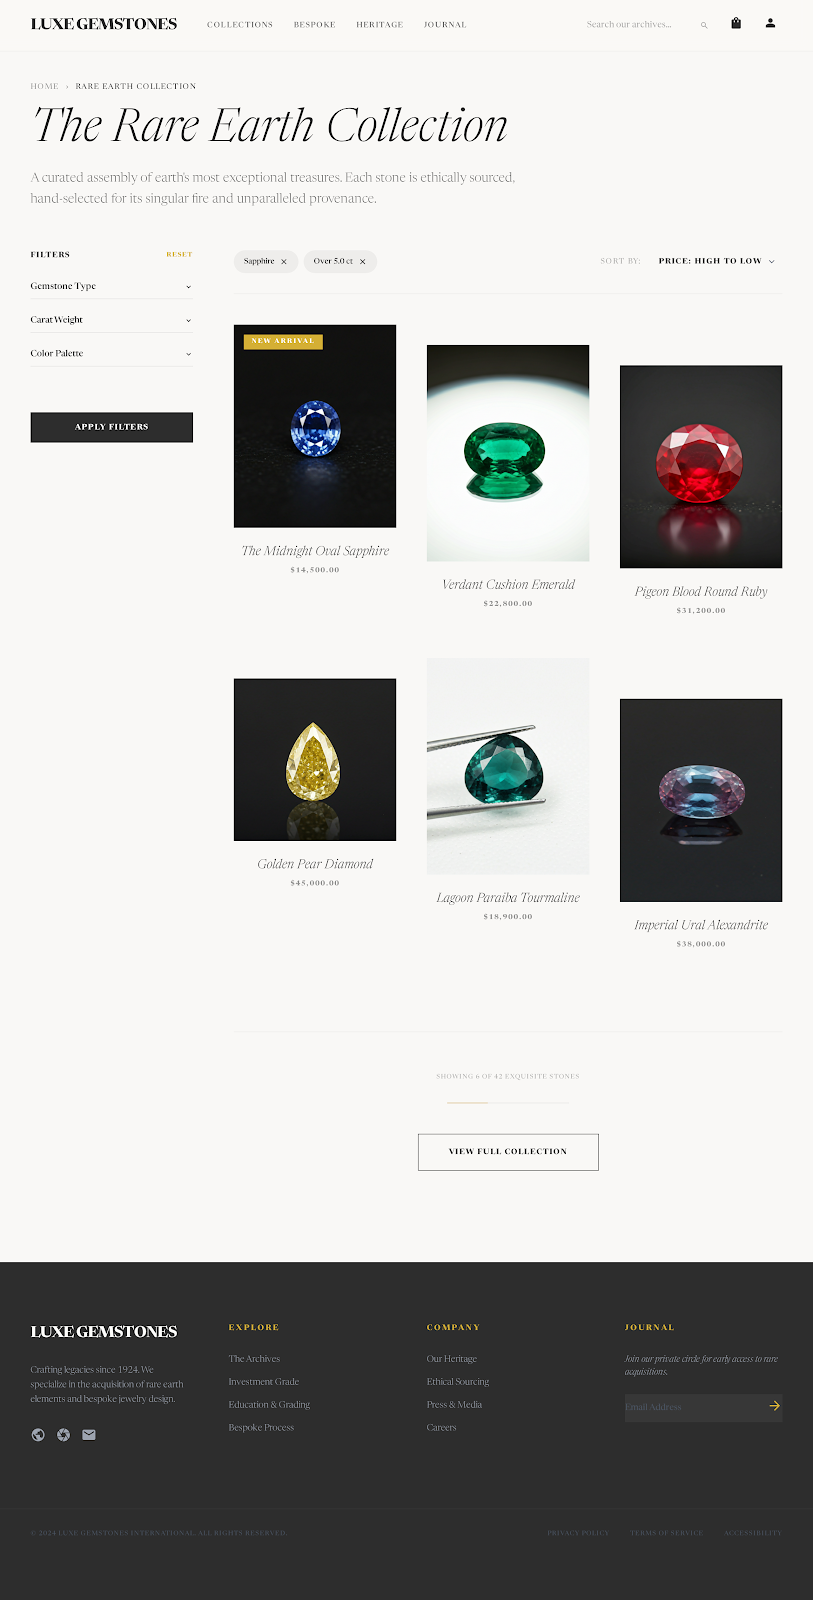 LUXE GEMSTONES
COLLECTIONS
BESPOKE
HERITAGE
JOURNAL
Search our archives...
HOME › RARE EARTH COLLECTION
The Rare Earth Collection
A curated assembly of earth's most exceptional treasures. Each stone is ethically sourced,
hand-selected for its singular fire and unparalleled provenance.
FILTERS
RESET
Gemstone Type
Carat Weight
Color Palette
APPLY FILTERS
Sapphire
Over 5.0 ct
SORT BY:
PRICE: HIGH TO LOW
NEW ARRIVAL
The Midnight Oval Sapphire
$14,500.00
Verdant Cushion Emerald
$22,800.00
Pigeon Blood Round Ruby
$31,200.00
Golden Pear Diamond
$45,000.00
Lagoon Paraiba Tourmaline
$18,900.00
Imperial Ural Alexandrite
$38,000.00
SHOWING 6 OF 42 EXQUISITE STONES
VIEW FULL COLLECTION
LUXE GEMSTONES
Crafting legacies since 1924. We
specialize in the acquisition of rare earth
elements and bespoke jewelry design.
EXPLORE
The Archives
Investment Grade
Education & Grading
Bespoke Process
COMPANY
Our Heritage
Ethical Sourcing
Press & Media
Careers
JOURNAL
Join our private circle for early access to rare
acquisitions.
Email Address
© 2024 LUXE GEMSTONES INTERNATIONAL. ALL RIGHTS RESERVED.
PRIVACY POLICY
TERMS OF SERVICE
ACCESSIBILITY